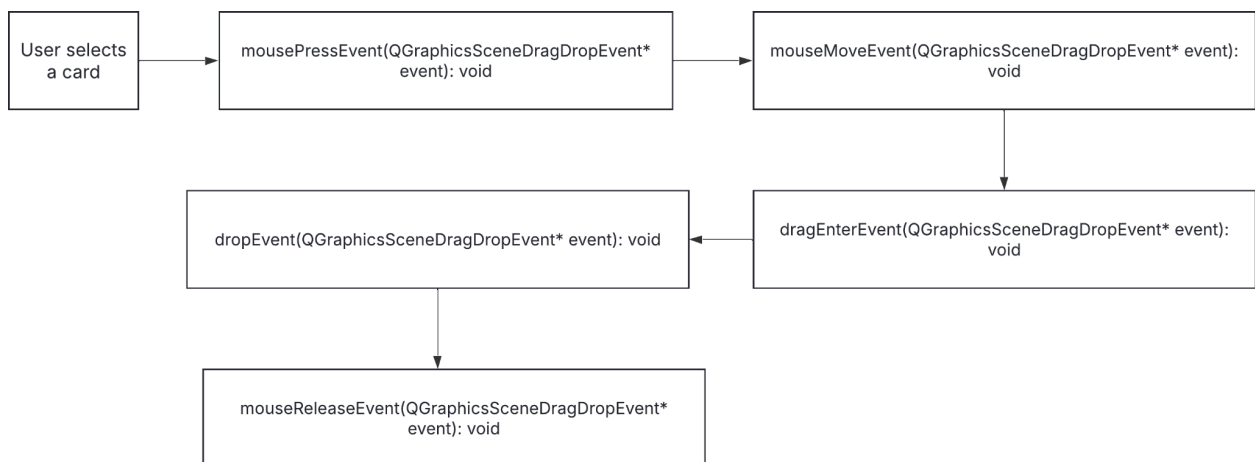 User selects
a card
mousePressEvent(QGraphicsSceneDragDropEvent*
event): void
mouseMoveEvent(QGraphicsSceneDragDropEvent* event):
void
dragEnterEvent(QGraphicsSceneDragDropEvent* event):
void
dropEvent(QGraphicsSceneDragDropEvent* event): void
mouseReleaseEvent(QGraphicsSceneDragDropEvent*
event): void